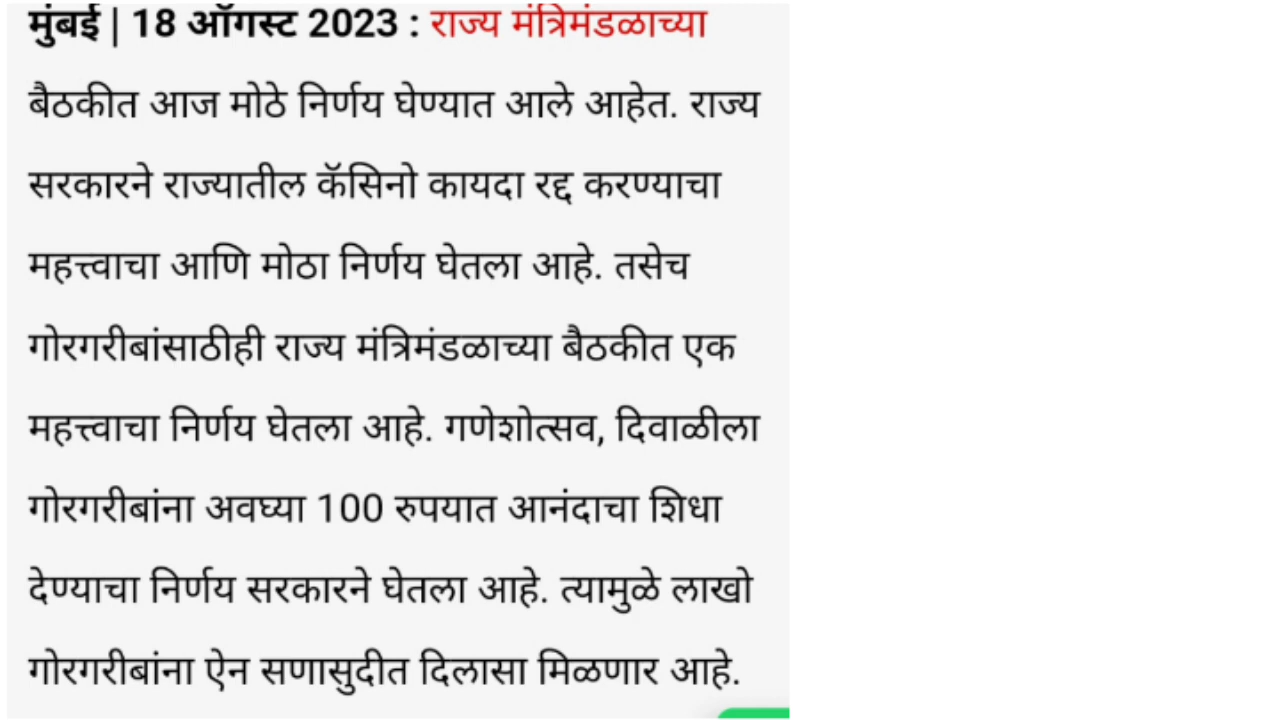 मुंबई | 18 ऑगस्ट 2023 : राज्य मंत्रिमंडळाच्या
बैठकीत आज मोठे निर्णय घेण्यात आले आहेत. राज्य
सरकारने राज्यातील कॅसिनो कायदा रद्द करण्याचा
महत्त्वाचा आणि मोठा निर्णय घेतला आहे. तसेच
गोरगरीबांसाठीही राज्य मंत्रिमंडळाच्या बैठकीत एक
महत्त्वाचा निर्णय घेतला आहे. गणेशोत्सव, दिवाळीला
गोरगरीबांना अवघ्या 100 रुपयात आनंदाचा शिधा
देण्याचा निर्णय सरकारने घेतला आहे. त्यामुळे लाखो
गोरगरीबांना ऐन सणासुदीत दिलासा मिळणार आहे.